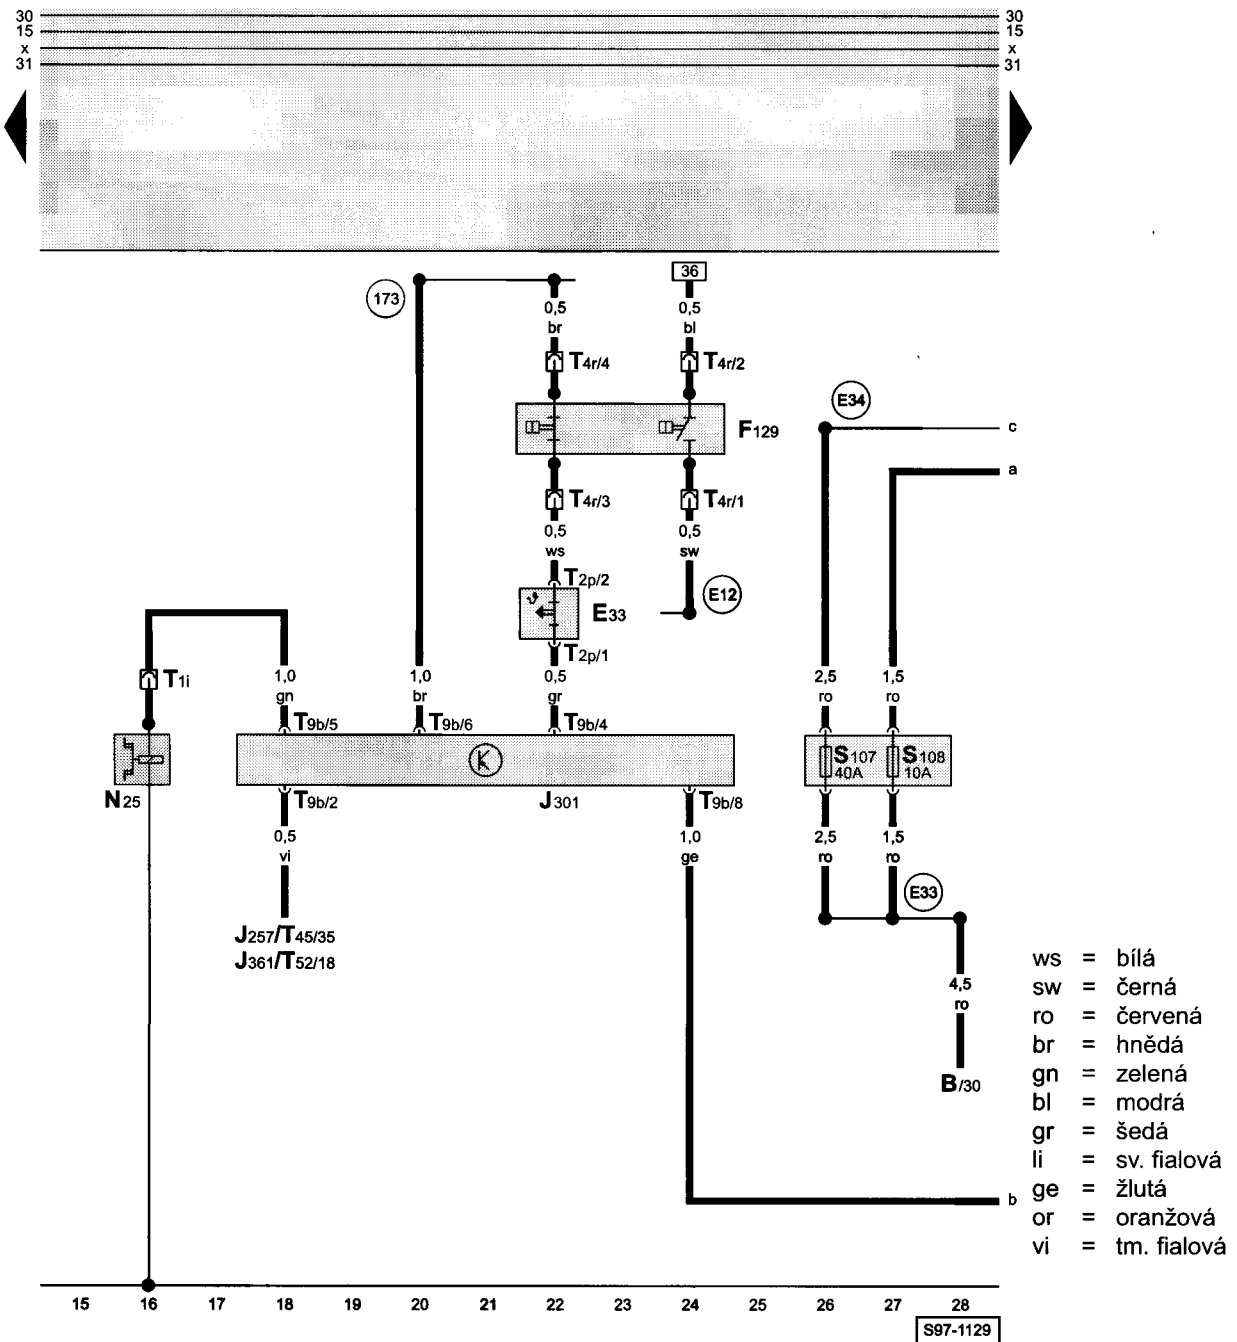 30 30
15 15
x x
31 31
173
36
0,5 0,5
br bl
T4r/4 T4r/2
E34
F129
c
a
T4r/3 T4r/1
0,5 0,5
ws sw
T2p/2
E33
E12
T2p/1
T1i
1,0 1,0 0,5 2,5 1,5
gn br gr ro ro
T9b/5 T9b/6 T9b/4
K
S107 S108
40A 10A
N25
T9b/2 J301 T9b/8
0,5 1,0 2,5 1,5
vi ge ro ro
E33
J257/T45/35
J361/T52/18
4,5
ro
B/30
b
ws = bílá
sw = černá
ro = červená
br = hnědá
gn = zelená
bl = modrá
gr = šedá
li = sv. fialová
ge = žlutá
or = oranžová
vi = tm. fialová
15 16 17 18 19 20 21 22 23 24 25 26 27 28
S97-1129